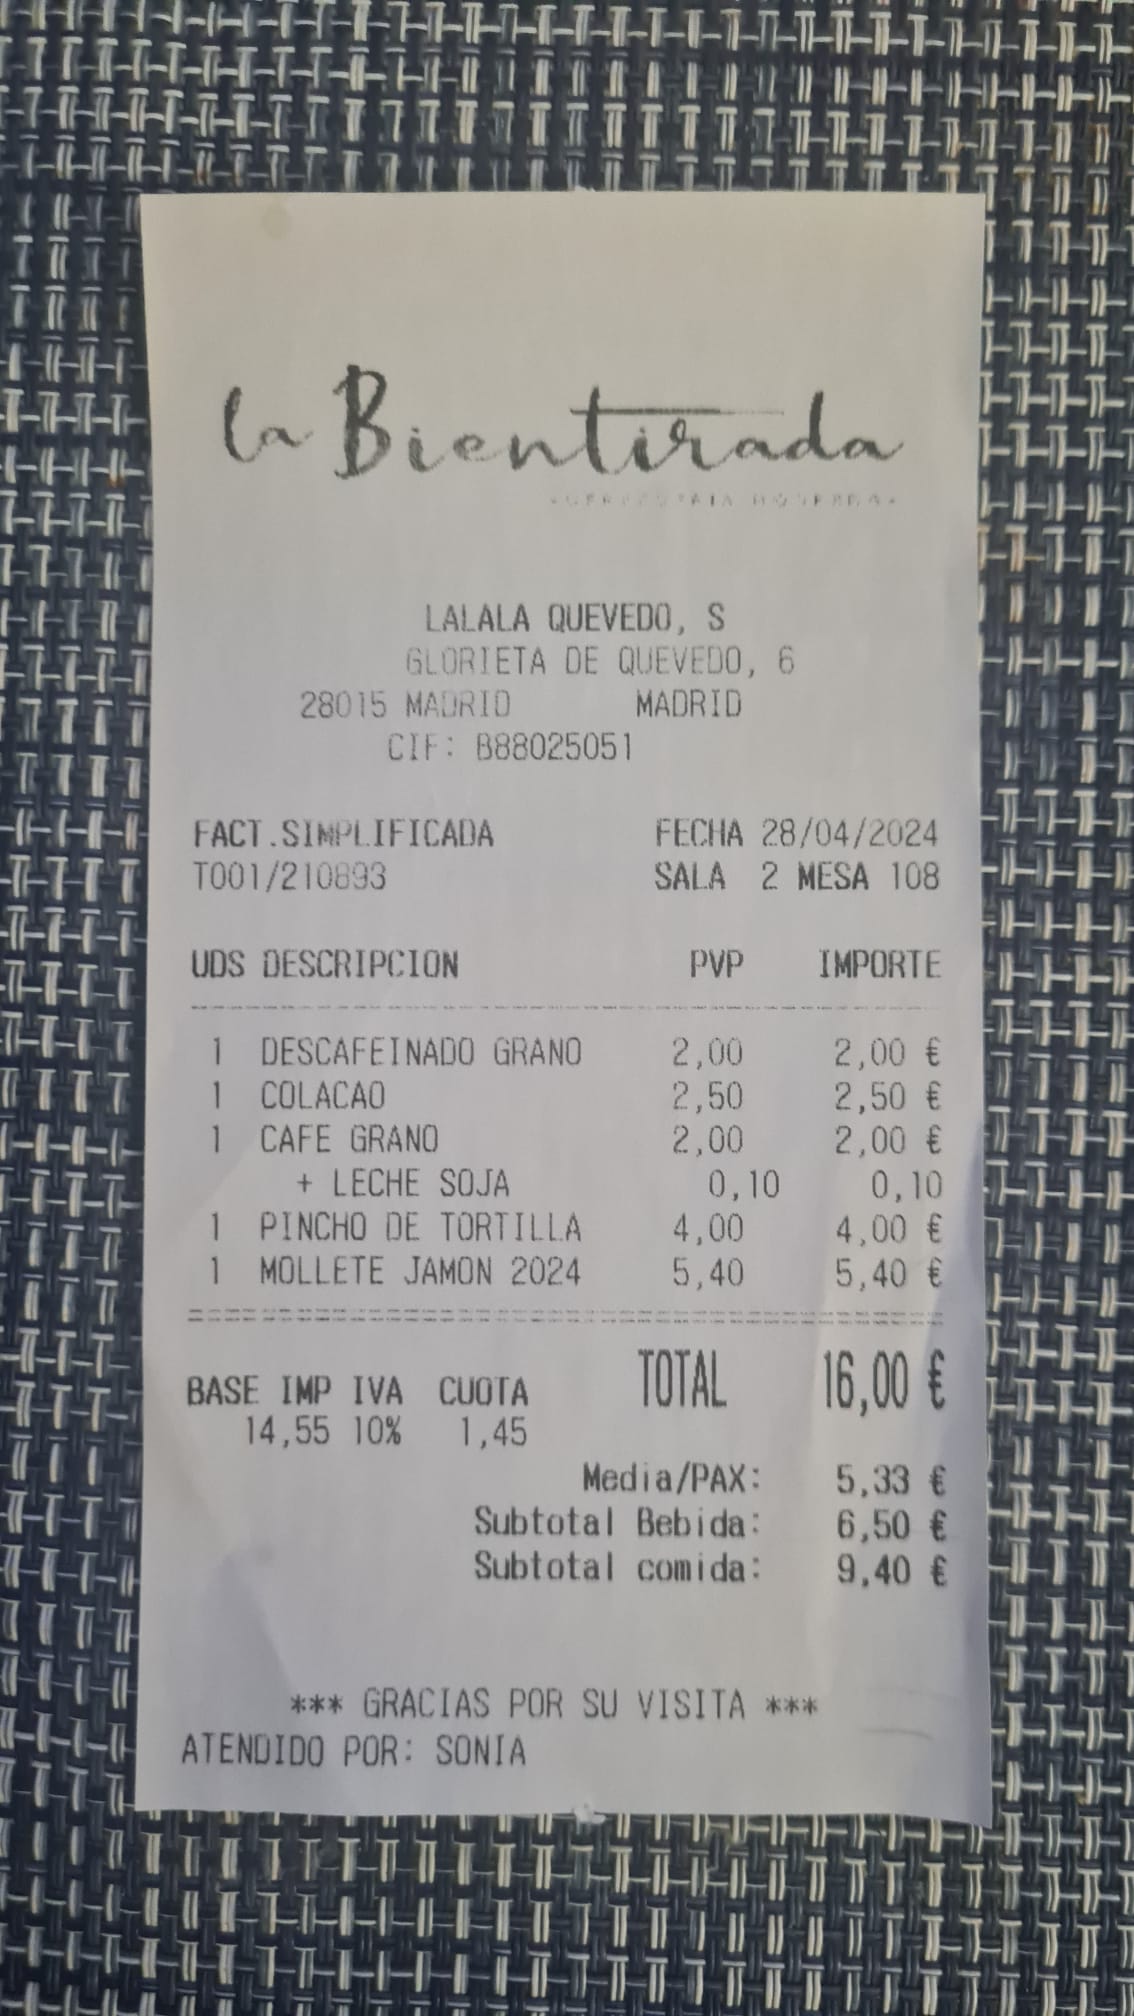 la Bientirada
LALALA QUEVEDO, S
GLORIETA DE QUEVEDO, 6
28015 MADRID MADRID
CIF: B88025051
FACT.SIMPLIFICADA FECHA 28/04/2024
T001/210893 SALA 2 MESA 108
UDS DESCRIPCION PVP IMPORTE
1 DESCAFEINADO GRANO 2,00 2,00 €
1 COLACAO 2,50 2,50 €
1 CAFE GRANO 2,00 2,00 €
+ LECHE SOJA 0,10 0,10
1 PINCHO DE TORTILLA 4,00 4,00 €
1 MOLLETE JAMON 2024 5,40 5,40 €
TOTAL 16,00 €
BASE IMP IVA CUOTA
14,55 10% 1,45
Media/PAX: 5,33 €
Subtotal Bebida: 6,50 €
Subtotal comida: 9,40 €
*** GRACIAS POR SU VISITA ***
ATENDIDO POR: SONIA